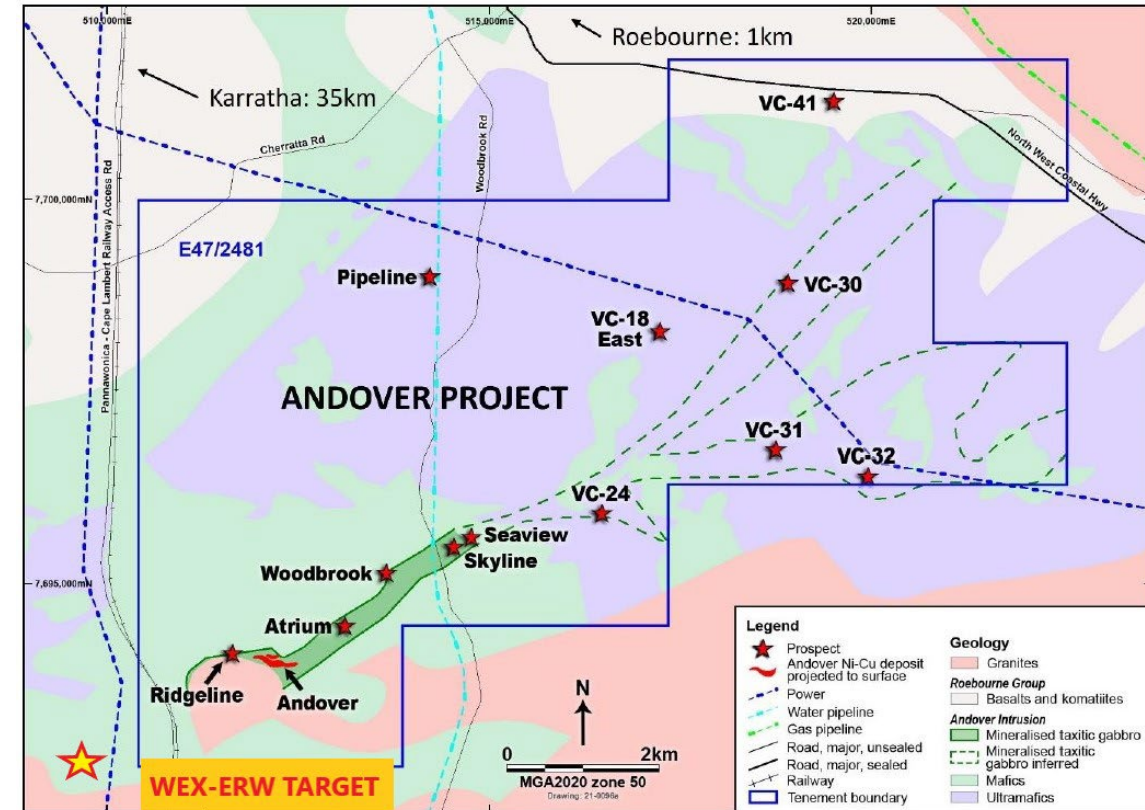 510,000mE
515,000mE
520,000mE
Roebourne: 1km
Karratha: 35km
VC-41
Cherratta Rd
Woodbrook Rd
North West Coastal Hwy
Pannawonica - Cape Lambert Railway Access Rd
7,700,000mN
E47/2481
Pipeline
VC-30
VC-18
East
ANDOVER PROJECT
VC-31
VC-32
VC-24
Seaview
Skyline
Woodbrook
7,695,000mN
Atrium
Ridgeline
Andover
N
0
2km
MGA2020 zone 50
Drawing: 21-0096a
WEX-ERW TARGET
Legend
Prospect
Andover Ni-Cu deposit
projected to surface
Power
Water pipeline
Gas pipeline
Road, major, unsealed
Road, major, sealed
Railway
Tenement boundary
Geology
Granites
Roebourne Group
Basalts and komatiites
Andover Intrusion
Mineralised taxitic gabbro
Mineralised taxitic
gabbro inferred
Mafics
Ultramafics